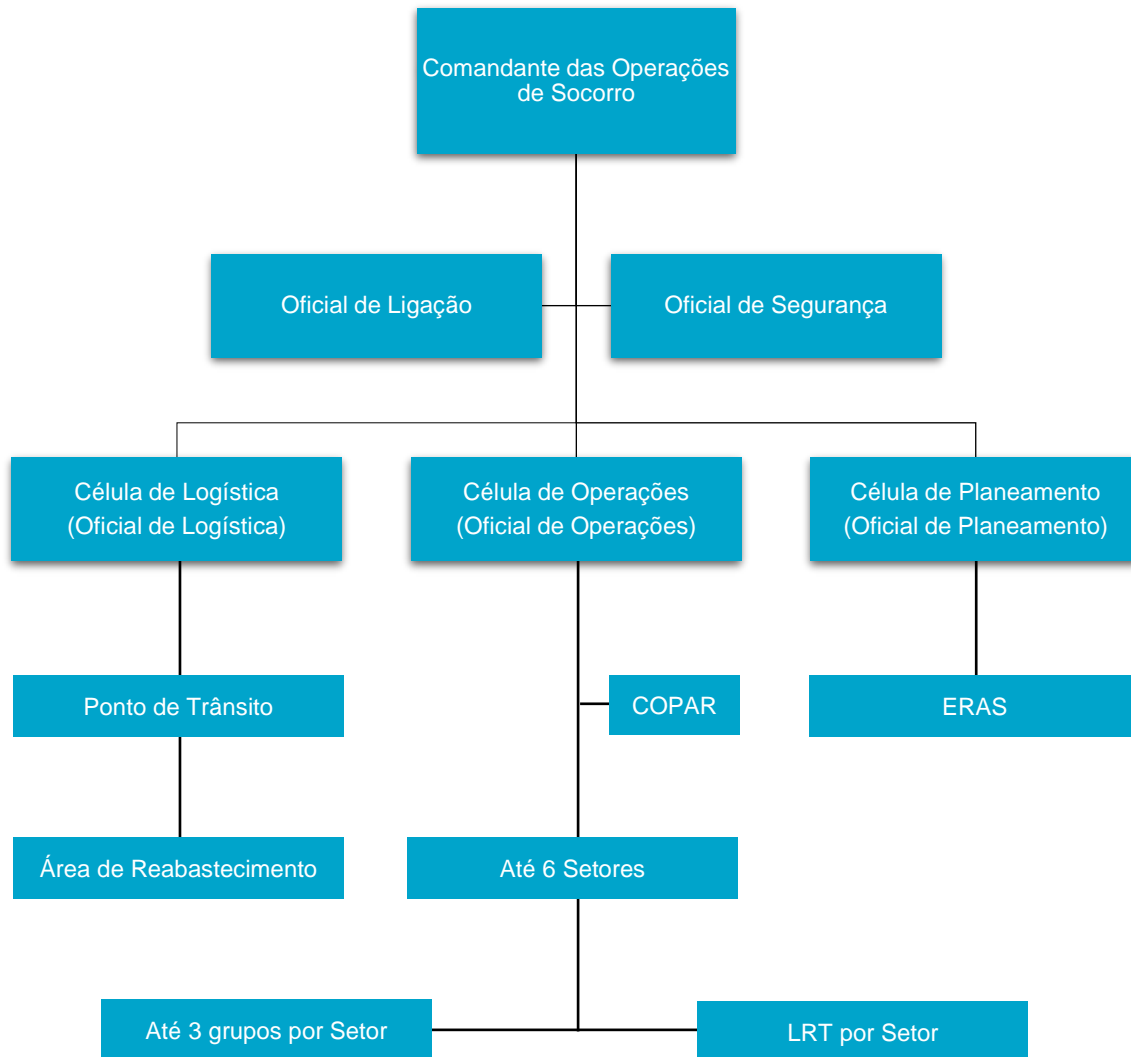 Comandante das Operações
de Socorro
Oficial de Ligação
Oficial de Segurança
Célula de Logística
(Oficial de Logística)
Célula de Operações
(Oficial de Operações)
Célula de Planeamento
(Oficial de Planeamento)
Ponto de Trânsito
COPAR
ERAS
Área de Reabastecimento
Até 6 Setores
Até 3 grupos por Setor
LRT por Setor